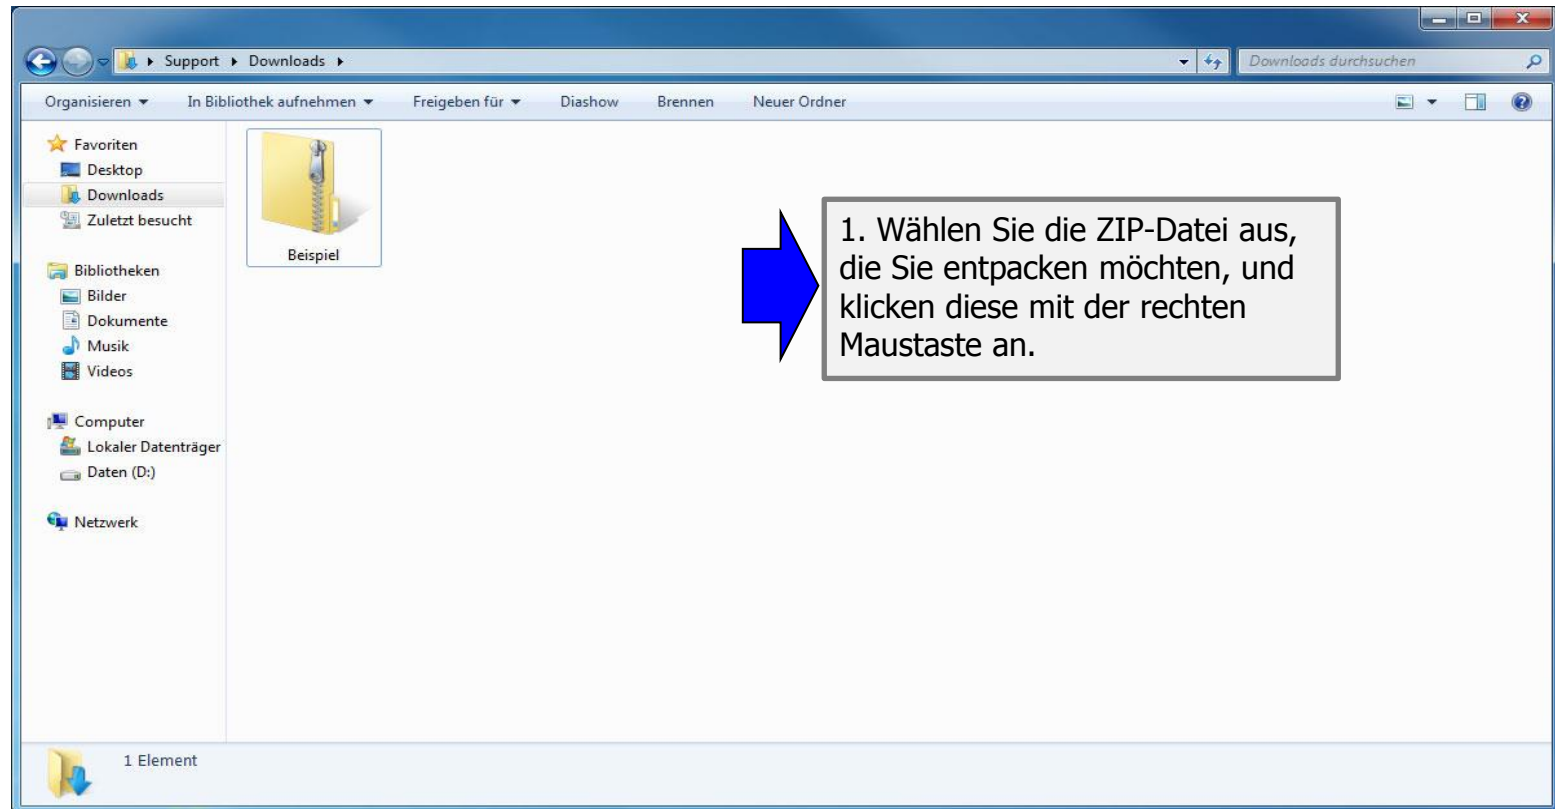 Support Downloads
Downloads durchsuchen
Organisieren In Bibliothek aufnehmen Freigeben für Diashow Brennen Neuer Ordner
Favoriten
Desktop
Downloads
Zuletzt besucht
Bibliotheken
Bilder
Dokumente
Musik
Videos
Computer
Lokaler Datenträger
Daten (D:)
Netzwerk
Beispiel
1. Wählen Sie die ZIP-Datei aus,
die Sie entpacken möchten, und
klicken diese mit der rechten
Maustaste an.
1 Element